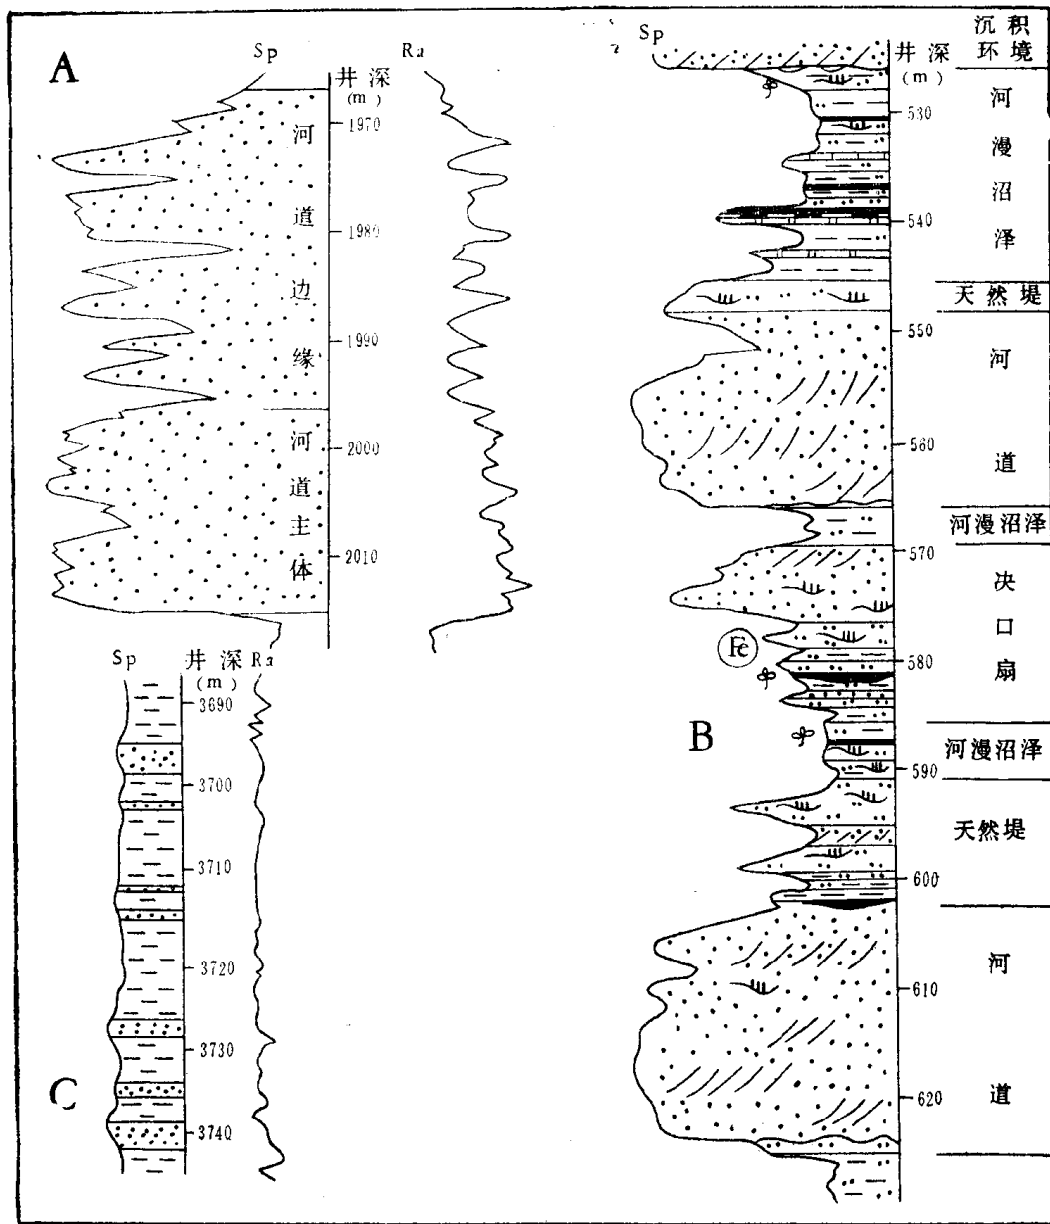 A
Sp
井深
(m)
Ra
1970
1980
1990
2000
2010
河道边缘
河道主体
Sp
井深
(m)
沉积
环境
530
540
550
560
570
580
590
600
610
620
河漫沼泽
天然堤
河道
河漫沼泽
决口扇
河漫沼泽
天然堤
河道
Fe
B
Sp
井深
(m)
Ra
3690
3700
3710
3720
3730
3740
C